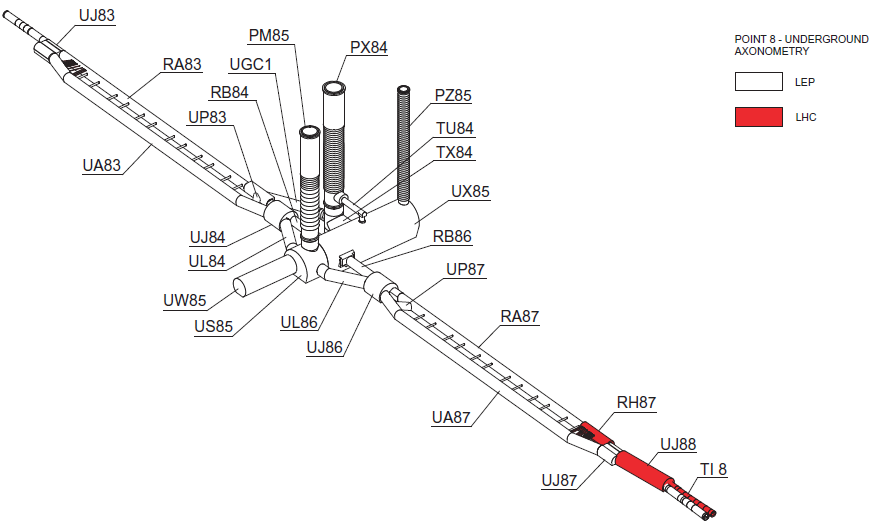 UJ83
PM85
PX84
POINT 8 - UNDERGROUND
AXONOMETRY
RA83
UGC1
LEP
RB84
PZ85
UP83
LHC
TU84
TX84
UA83
UX85
UJ84
RB86
UL84
UP87
UW85
US85
UL86
RA87
UJ86
RH87
UA87
UJ88
TI 8
UJ87